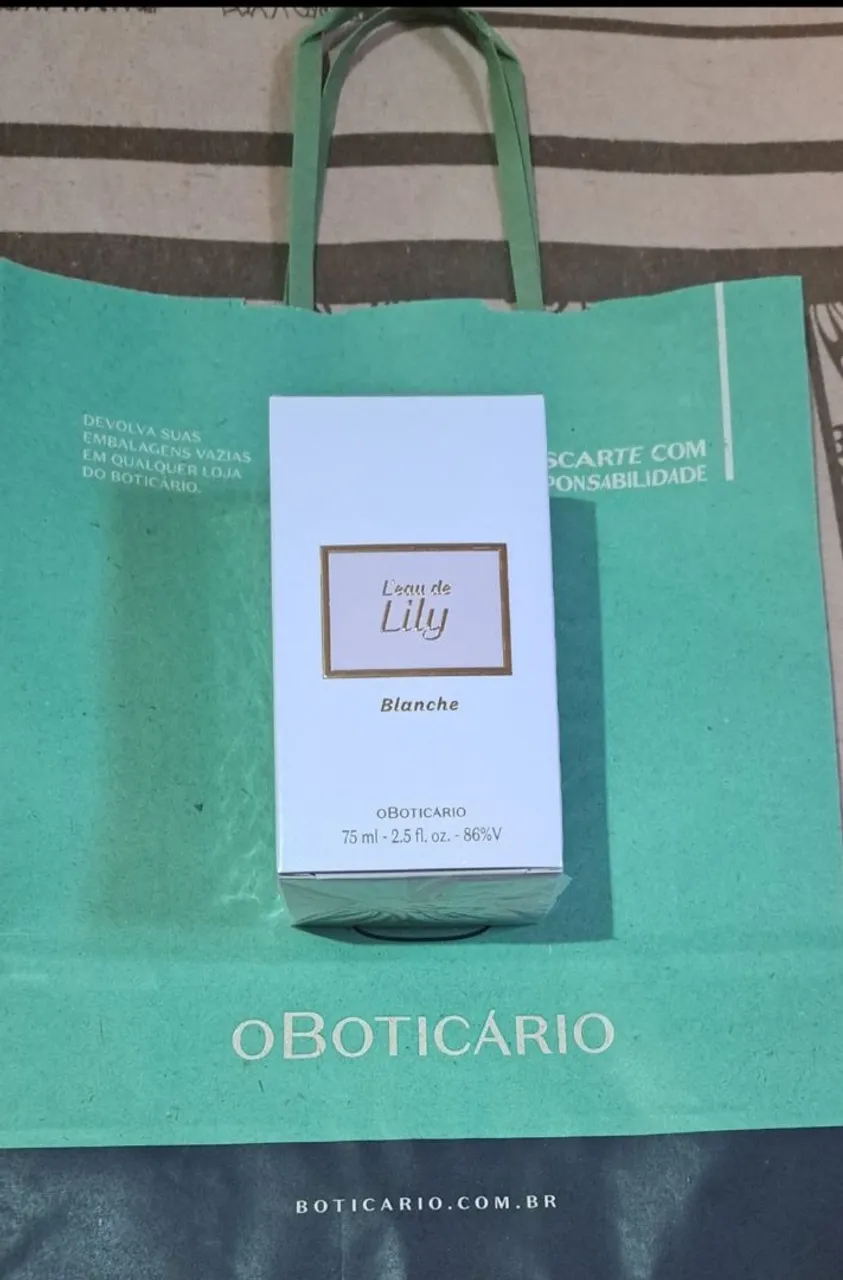 DEVOLVA SUAS
EMBALAGENS VAZIAS
EM QUALQUER LOJA
DO BOTICÁRIO.
SCARTE COM
PONSABILIDADE
L'eau de
Lily
Blanche
oBOTICÁRIO
75 ml - 2.5 fl. oz. - 86%V
oBOTICÁRIO
BOTICARIO.COM.BR